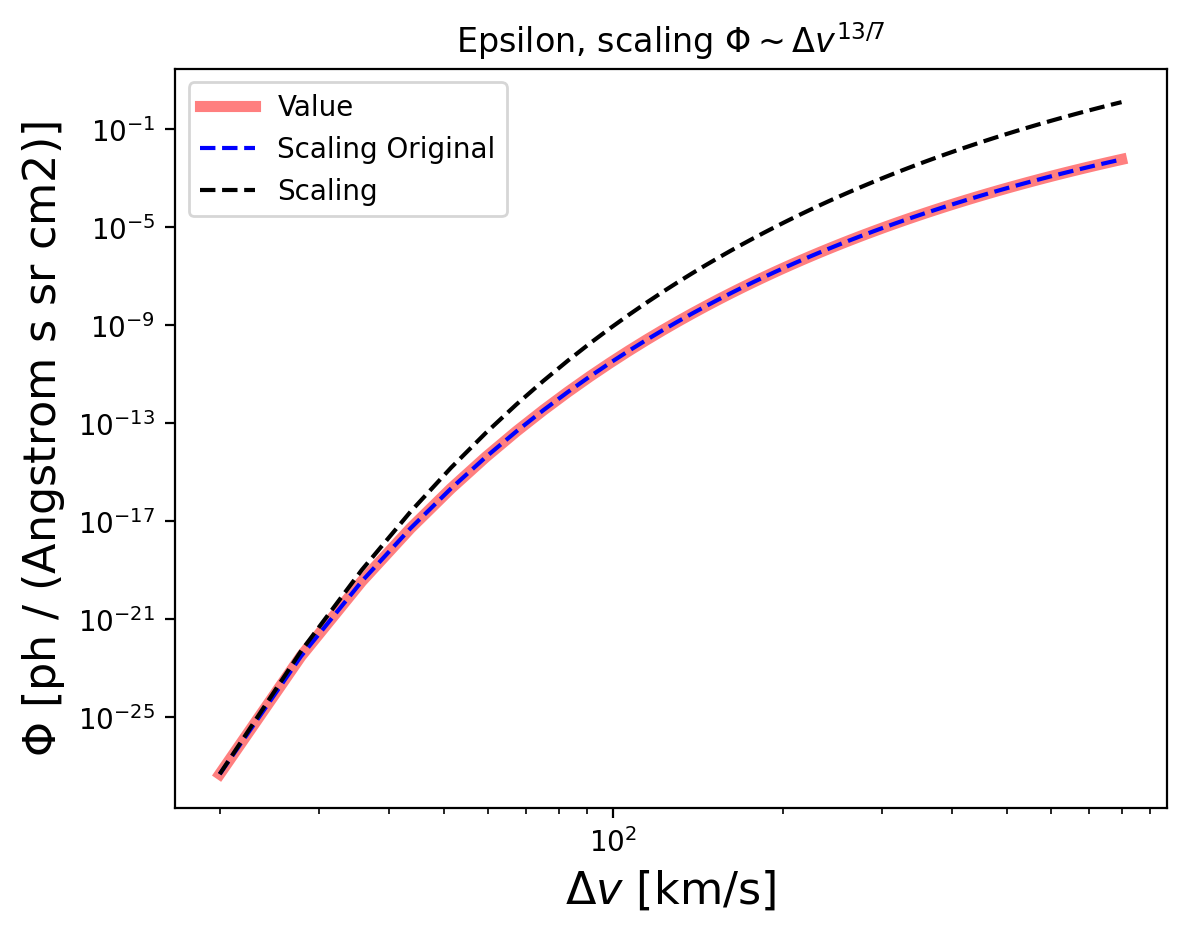 Epsilon, scaling Φ ~ Δv^{13/7}
Value
Scaling Original
Scaling
10^{-1}
10^{-5}
10^{-9}
10^{-13}
10^{-17}
10^{-21}
10^{-25}
Φ [ph / (Angstrom s sr cm2)]
10^{2}
Δv [km/s]